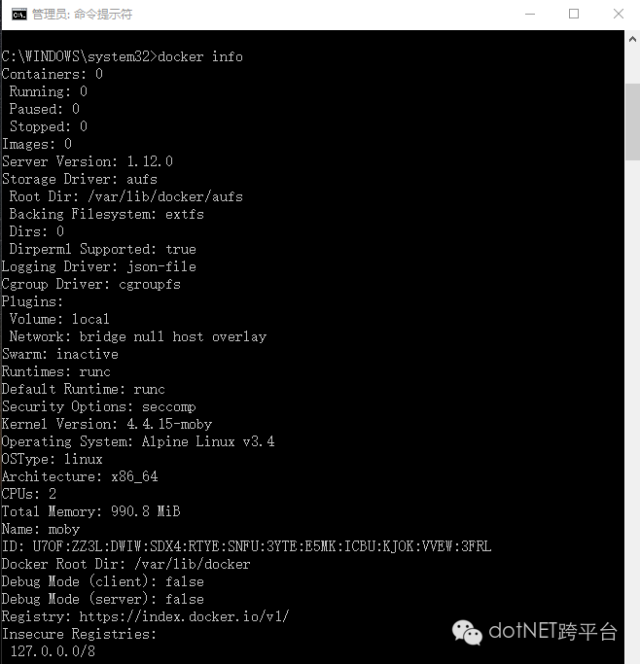 管理员: 命令提示符
C:\WINDOWS\system32>docker info
Containers: 0
 Running: 0
 Paused: 0
 Stopped: 0
Images: 0
Server Version: 1.12.0
Storage Driver: aufs
 Root Dir: /var/lib/docker/aufs
 Backing Filesystem: extfs
 Dirs: 0
 Dirperm1 Supported: true
Logging Driver: json-file
Cgroup Driver: cgroupfs
Plugins:
 Volume: local
 Network: bridge null host overlay
Swarm: inactive
Runtimes: runc
Default Runtime: runc
Security Options: seccomp
Kernel Version: 4.4.15-moby
Operating System: Alpine Linux v3.4
OSType: linux
Architecture: x86_64
CPUs: 2
Total Memory: 990.8 MiB
Name: moby
ID: U7OF:ZZ3L:DWIW:SDX4:RTYE:SNFU:3YTE:E5MK:ICBU:KJOK:VVEW:3FRL
Docker Root Dir: /var/lib/docker
Debug Mode (client): false
Debug Mode (server): false
Registry: https://index.docker.io/v1/
Insecure Registries:
 127.0.0.0/8
dotNET跨平台